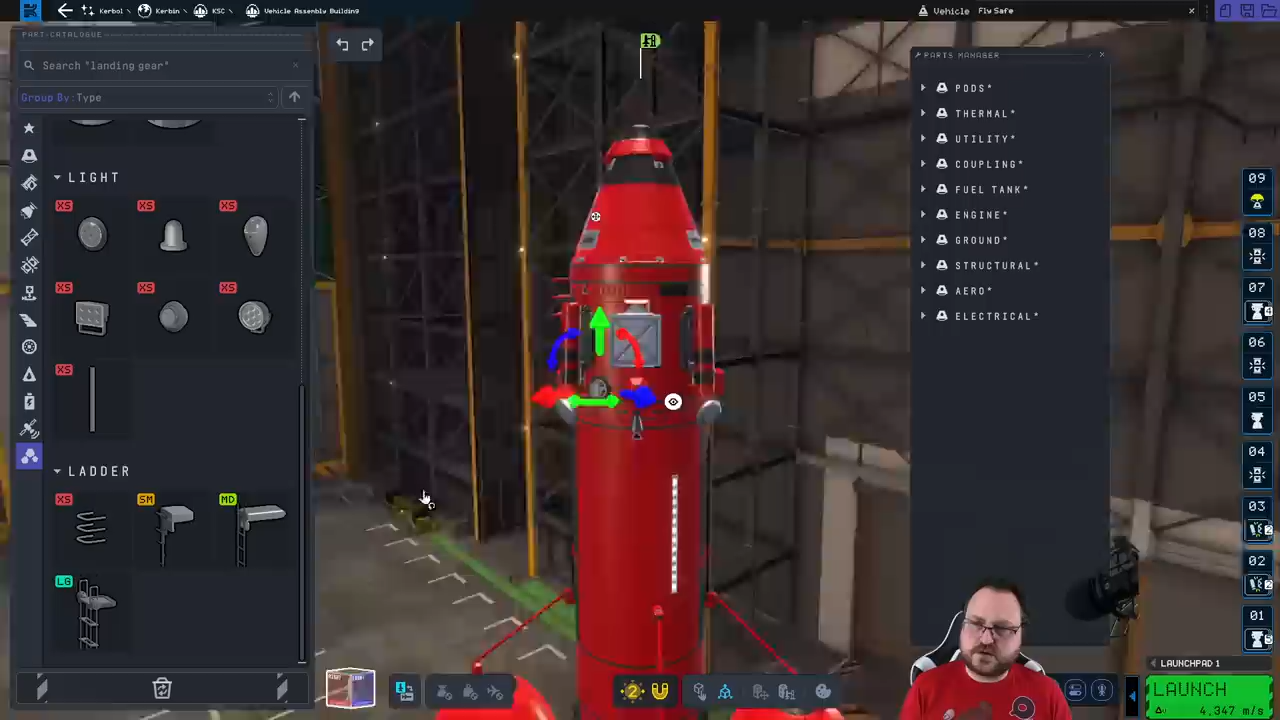 Kerbol
Kerbin
KSC
Vehicle Assembly Building
Vehicle Fly Safe
PART-CATALOGUE
Search "landing gear"
Group By: Type
LIGHT
XS
XS
XS
XS
XS
XS
XS
LADDER
XS
SM
MD
LG
PARTS MANAGER
PODS*
THERMAL*
UTILITY*
COUPLING*
FUEL TANK*
ENGINE*
GROUND*
STRUCTURAL*
AERO*
ELECTRICAL*
09
08
07
06
05
04
03
02
01
2
LAUNCHPAD 1
LAUNCH
Δv 4,347 m/s